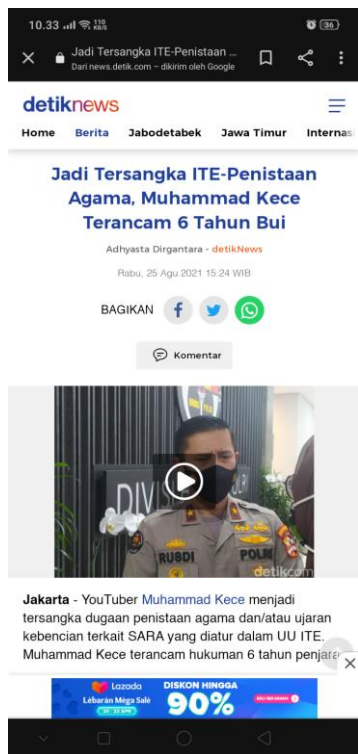 10.33
119
KB/s
36
Jadi Tersangka ITE-Penistaan ...
Dari news.detik.com – dikirim oleh Google
detiknews
Home Berita Jabodetabek Jawa Timur Internas
Jadi Tersangka ITE-Penistaan
Agama, Muhammad Kece
Terancam 6 Tahun Bui
Adhyasta Dirgantara - detikNews
Rabu, 25 Agu 2021 15:24 WIB
BAGIKAN
Komentar
DIVISI
RUSDI
POLRI
detikcom
Jakarta - YouTuber Muhammad Kece menjadi
tersangka dugaan penistaan agama dan/atau ujaran
kebencian terkait SARA yang diatur dalam UU ITE.
Muhammad Kece terancam hukuman 6 tahun penjara
Lazada
Lebaran Mega Sale
DISKON HINGGA
90%